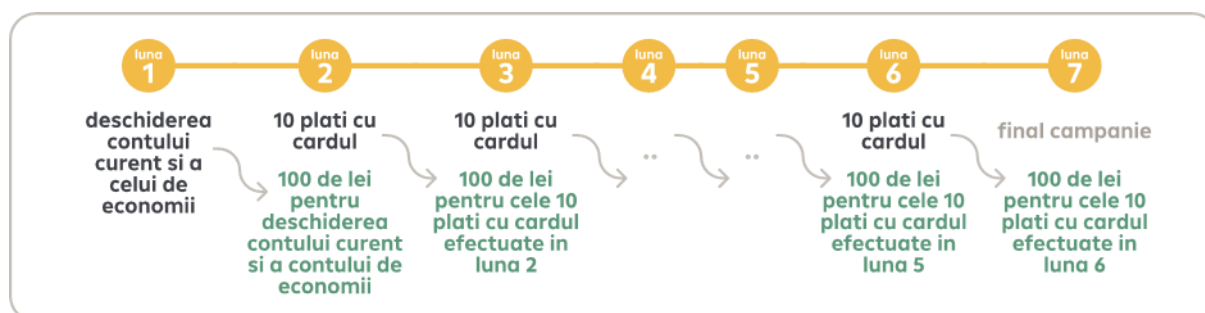 luna
1
luna
2
luna
3
luna
4
luna
5
luna
6
luna
7
deschiderea
contului
curent si a
celui de
economii
10 plati cu
cardul
100 de lei
pentru
deschiderea
contului curent
si a contului de
economii
10 plati cu
cardul
100 de lei
pentru cele 10
plati cu cardul
efectuate in
luna 2
..
..
10 plati cu
cardul
100 de lei
pentru cele 10
plati cu cardul
efectuate in
luna 5
final campanie
100 de lei
pentru cele 10
plati cu cardul
efectuate in
luna 6